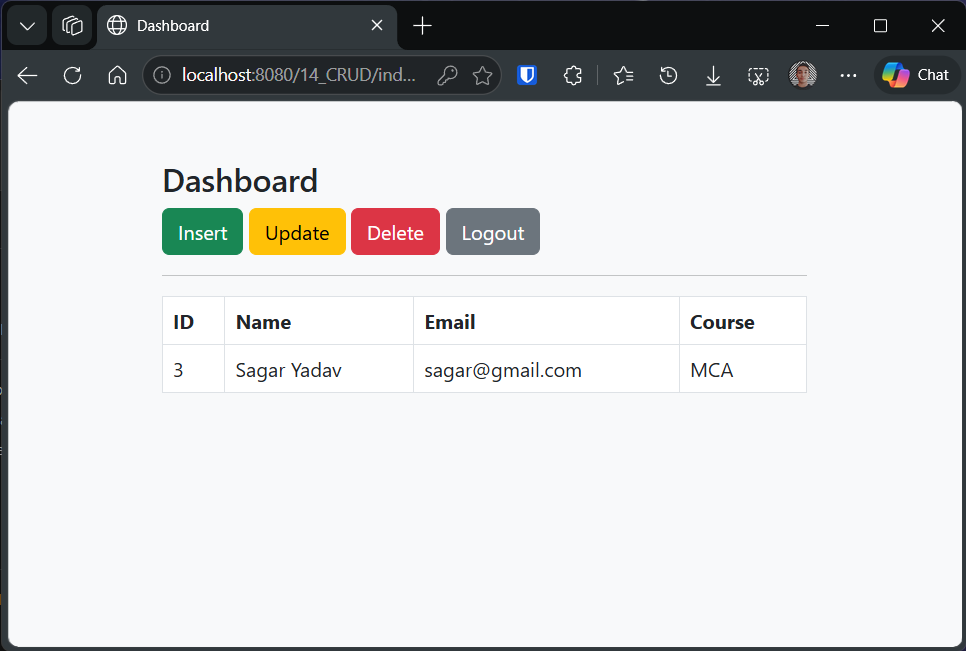 Dashboard
localhost:8080/14_CRUD/ind...
Chat
Dashboard
Insert Update Delete Logout
ID Name Email Course
3 Sagar Yadav sagar@gmail.com MCA